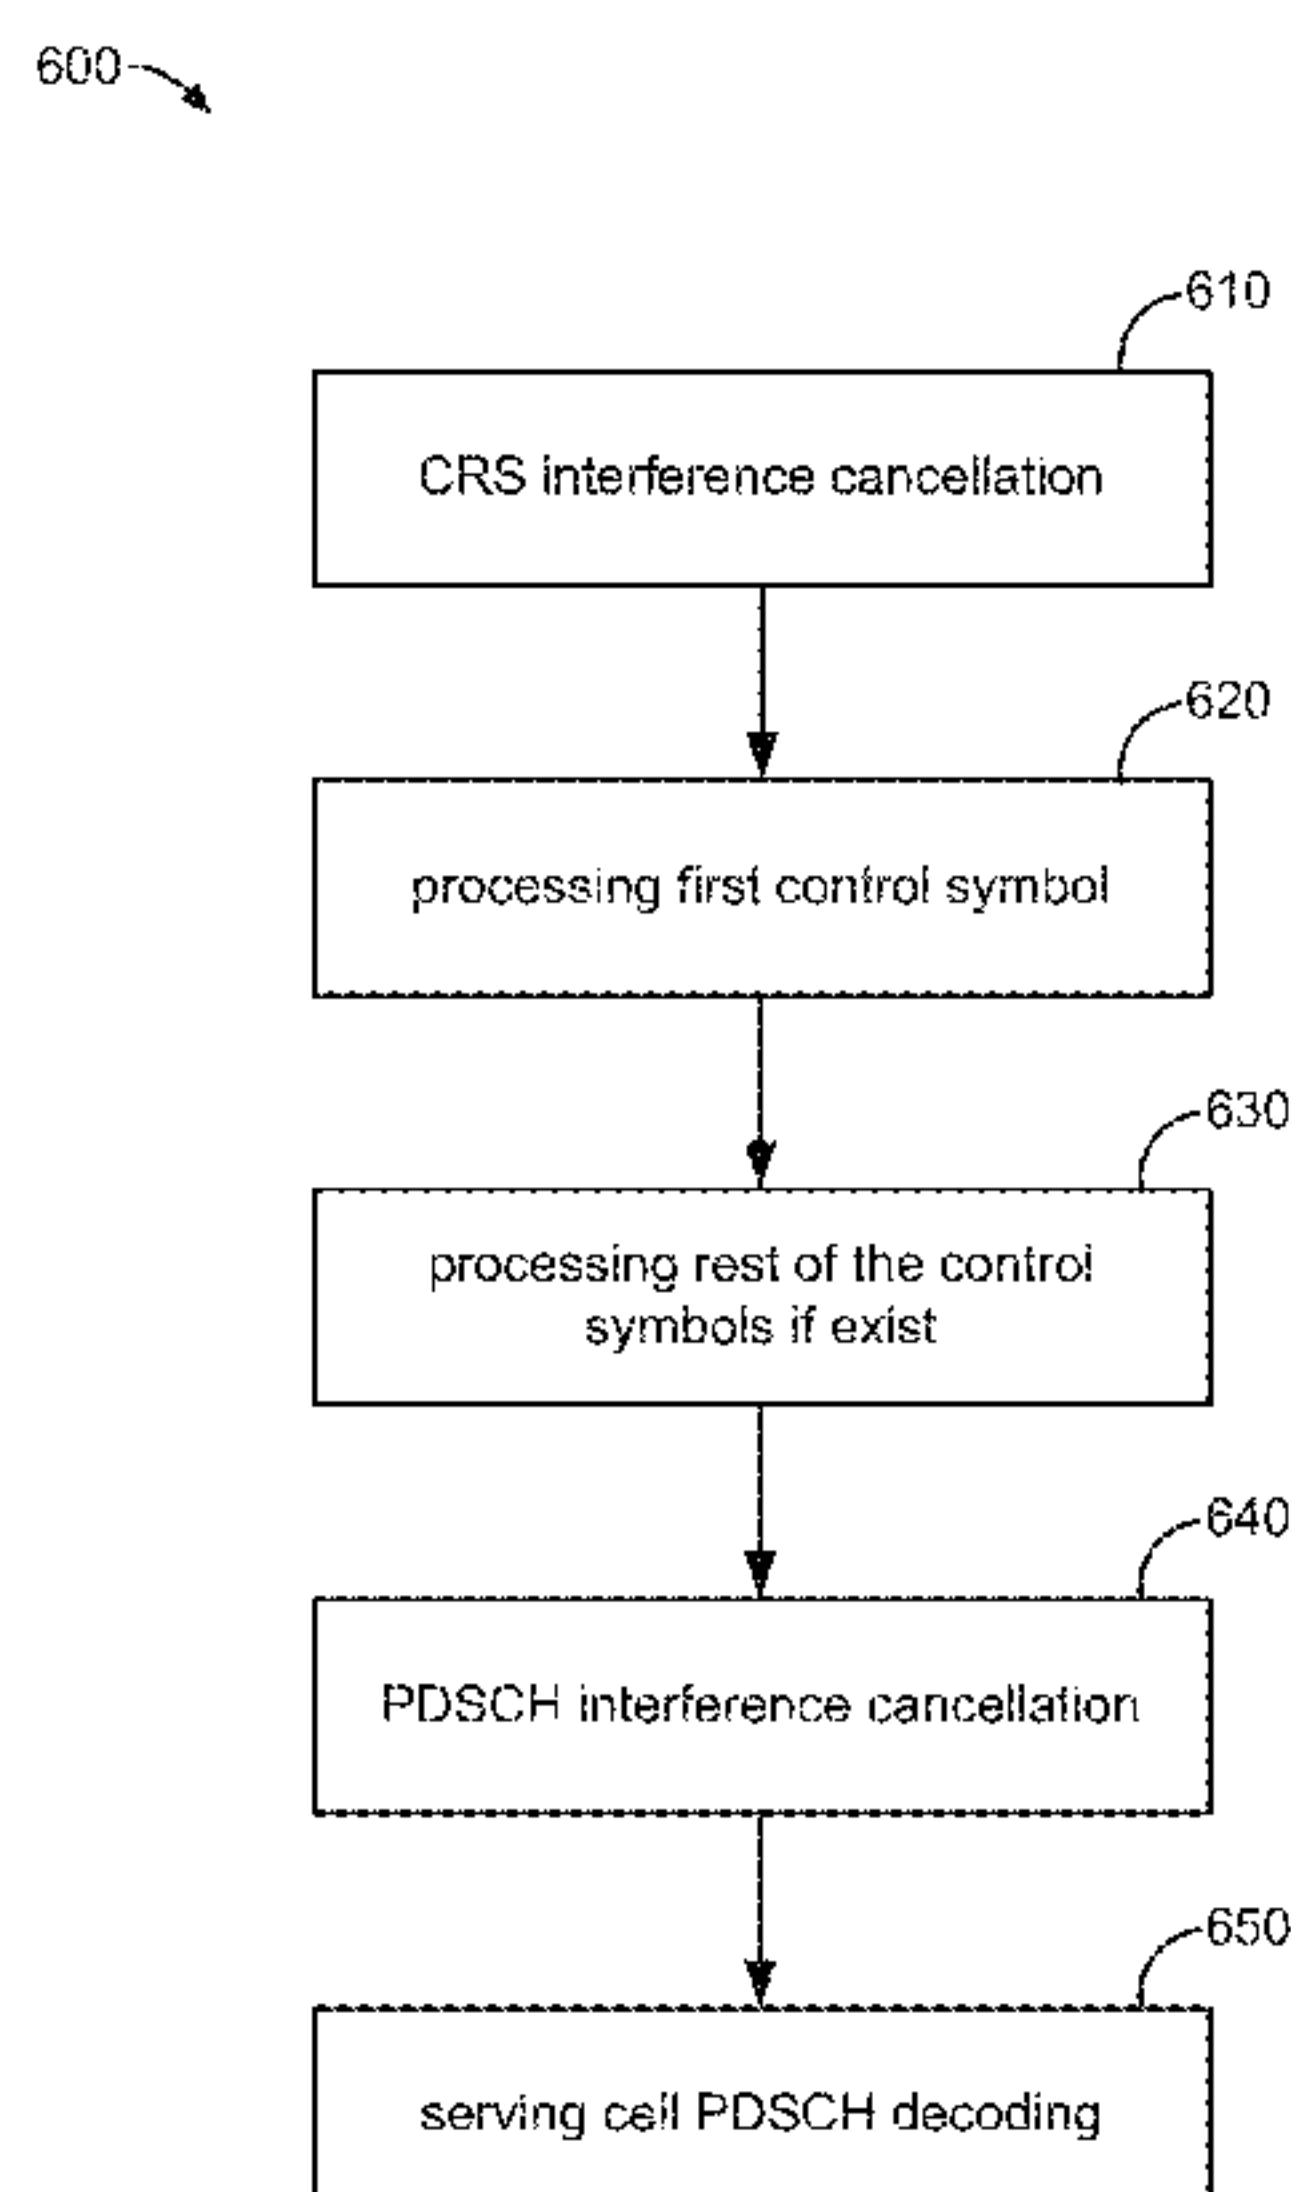 600
610
CRS interference cancellation
620
processing first control symbol
630
processing rest of the control
symbols if exist
640
PDSCH interference cancellation
650
serving cell PDSCH decoding